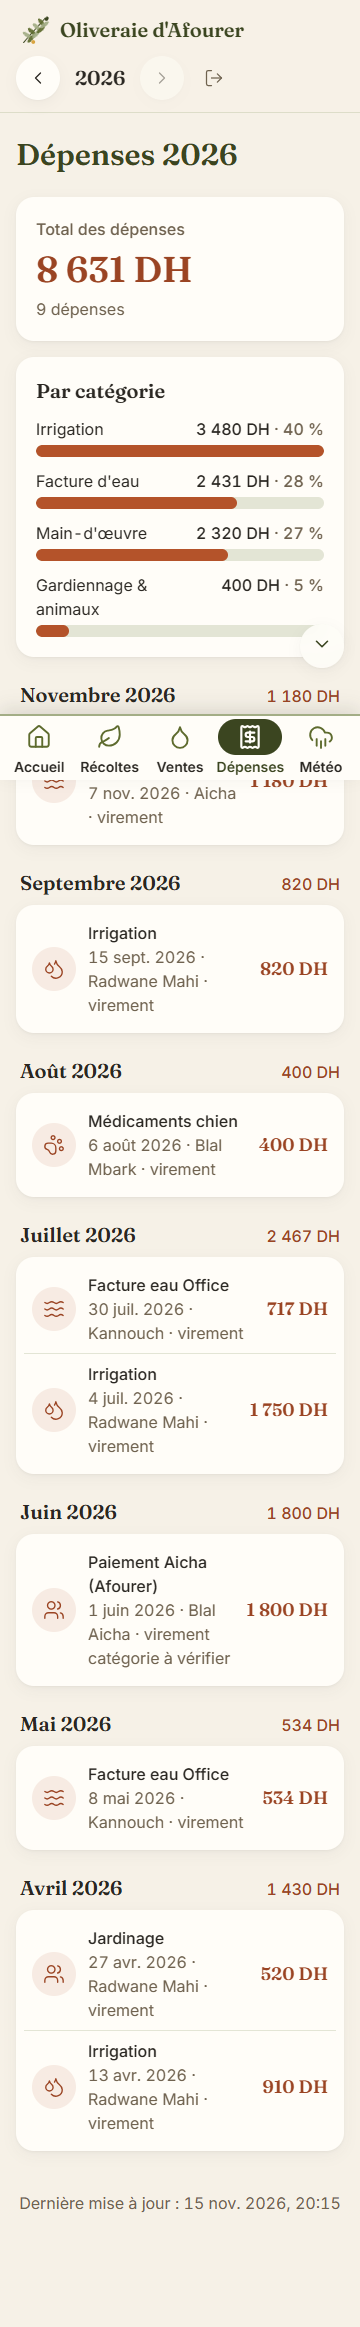 Oliveraie d'Afourer
2026
Dépenses 2026
Total des dépenses
8 631 DH
9 dépenses
Par catégorie
Irrigation 3 480 DH · 40 %
Facture d'eau 2 431 DH · 28 %
Main-d'œuvre 2 320 DH · 27 %
Gardiennage & 400 DH · 5 %
animaux
Novembre 2026 1 180 DH
Accueil Récoltes Ventes Dépenses Météo
1 180 DH
7 nov. 2026 · Aicha
· virement
Septembre 2026 820 DH
Irrigation
15 sept. 2026 ·
Radwane Mahi ·
virement
820 DH
Août 2026 400 DH
Médicaments chien
6 août 2026 · Blal
Mbark · virement
400 DH
Juillet 2026 2 467 DH
Facture eau Office
30 juil. 2026 ·
Kannouch · virement
717 DH
Irrigation
4 juil. 2026 ·
Radwane Mahi ·
virement
1 750 DH
Juin 2026 1 800 DH
Paiement Aicha
(Afourer)
1 juin 2026 · Blal
Aicha · virement
catégorie à vérifier
1 800 DH
Mai 2026 534 DH
Facture eau Office
8 mai 2026 ·
Kannouch · virement
534 DH
Avril 2026 1 430 DH
Jardinage
27 avr. 2026 ·
Radwane Mahi ·
virement
520 DH
Irrigation
13 avr. 2026 ·
Radwane Mahi ·
virement
910 DH
Dernière mise à jour : 15 nov. 2026, 20:15